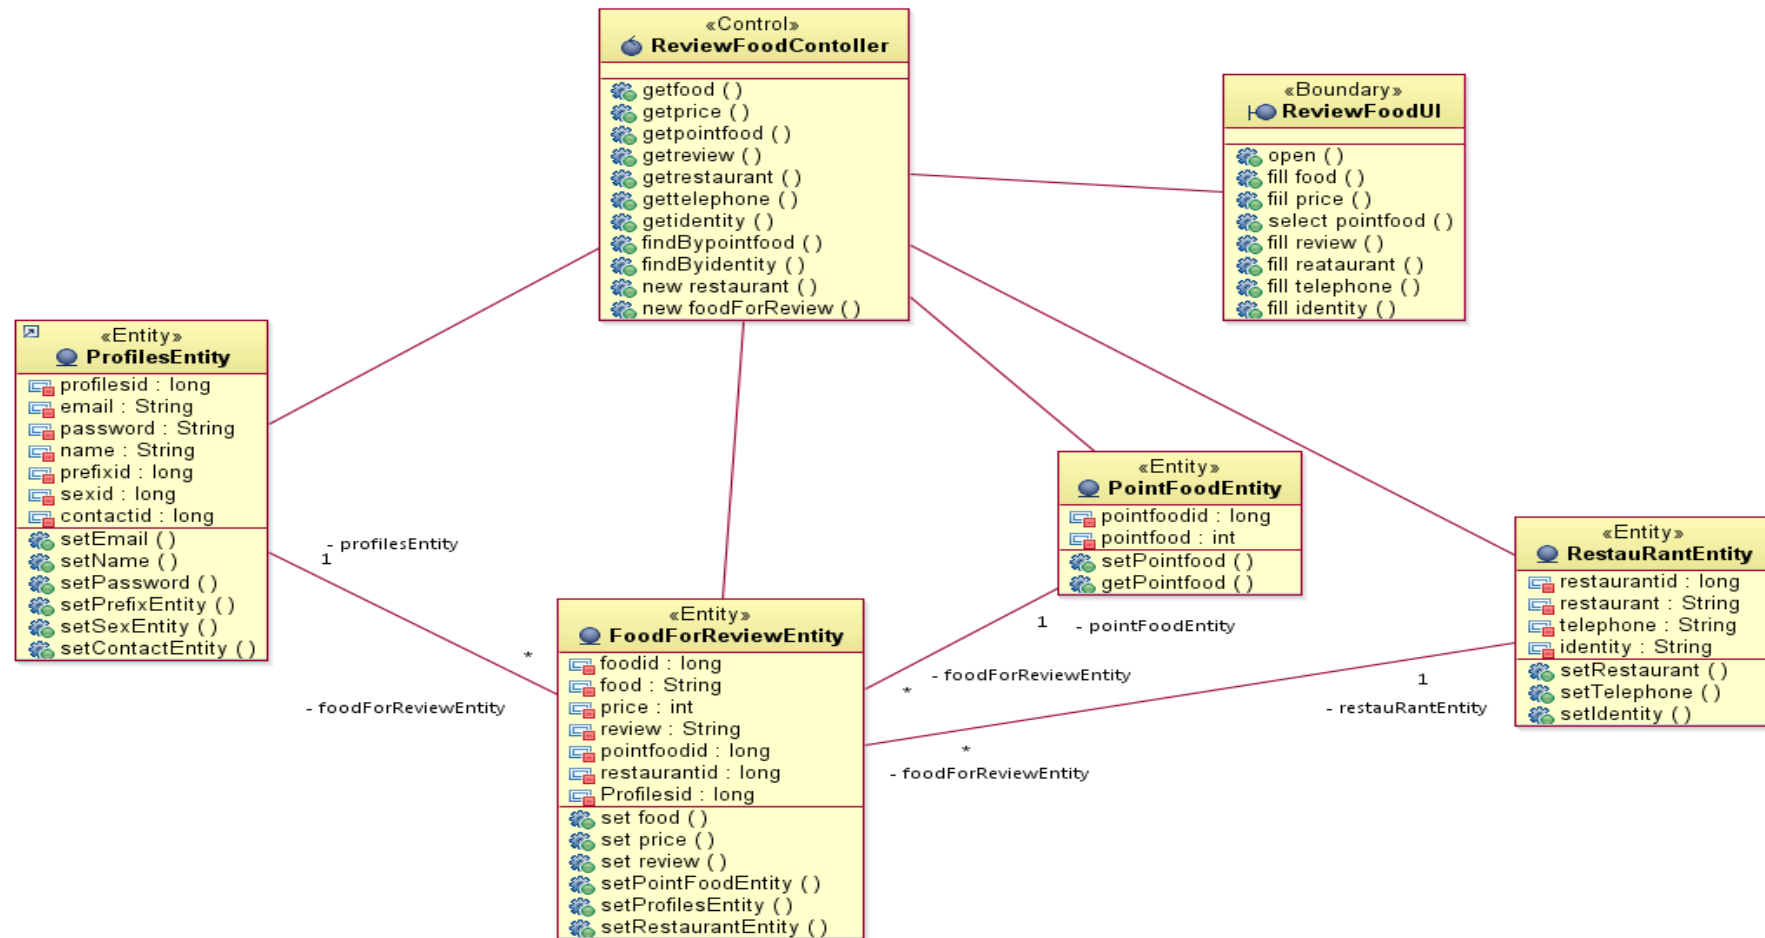 «Control»
ReviewFoodContoller
getfood ( )
getprice ( )
getpointfood ( )
getreview ( )
getrestaurant ( )
gettelephone ( )
getidentity ( )
findBypointfood ( )
findByidentity ( )
new restaurant ( )
new foodForReview ( )
«Boundary»
ReviewFoodUI
open ( )
fill food ( )
fiil price ( )
select pointfood ( )
fill review ( )
fill reataurant ( )
fill telephone ( )
fill identity ( )
«Entity»
ProfilesEntity
profilesid : long
email : String
password : String
name : String
prefixid : long
sexid : long
contactid : long
setEmail ( )
setName ( )
setPassword ( )
setPrefixEntity ( )
setSexEntity ( )
setContactEntity ( )
- profilesEntity
1
*
- foodForReviewEntity
«Entity»
FoodForReviewEntity
foodid : long
food : String
price : int
review : String
pointfoodid : long
restaurantid : long
Profilesid : long
set food ( )
set price ( )
set review ( )
setPointFoodEntity ( )
setProfilesEntity ( )
setRestaurantEntity ( )
«Entity»
PointFoodEntity
pointfoodid : long
pointfood : int
setPointfood ( )
getPointfood ( )
1
- pointFoodEntity
- foodForReviewEntity
*
1
- restauRantEntity
*
- foodForReviewEntity
«Entity»
RestauRantEntity
restaurantid : long
restaurant : String
telephone : String
identity : String
setRestaurant ( )
setTelephone ( )
setIdentity ( )